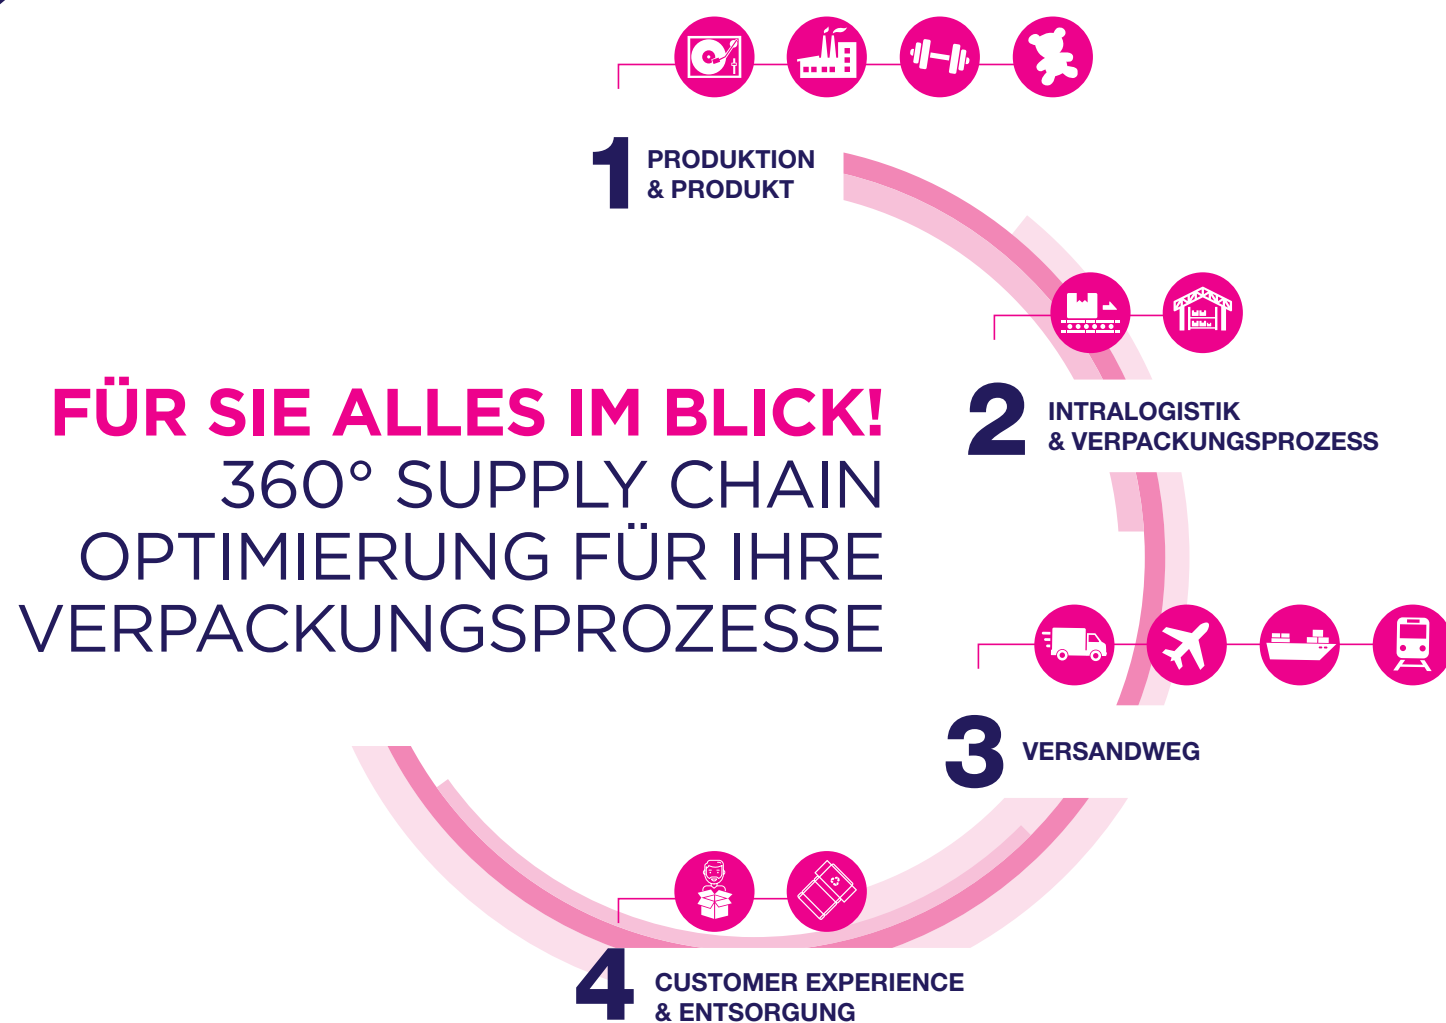 1 PRODUKTION
& PRODUKT
2 INTRALOGISTIK
& VERPACKUNGSPROZESS
FÜR SIE ALLES IM BLICK!
360° SUPPLY CHAIN
OPTIMIERUNG FÜR IHRE
VERPACKUNGSPROZESSE
3 VERSANDWEG
4 CUSTOMER EXPERIENCE
& ENTSORGUNG